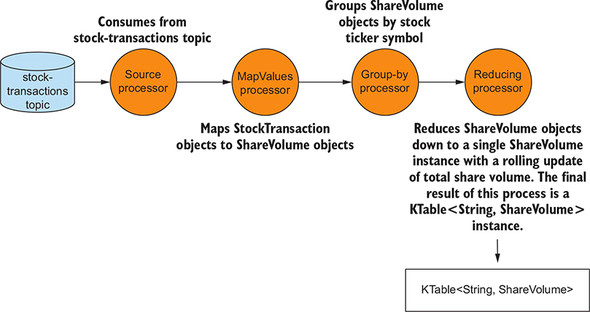 Consumes from
stock-transactions topic
Groups ShareVolume
objects by stock
ticker symbol
stock-
transactions
topic
Source
processor
MapValues
processor
Group-by
processor
Reducing
processor
Maps StockTransaction
objects to ShareVolume objects
Reduces ShareVolume objects
down to a single ShareVolume
instance with a rolling update
of total share volume. The final
result of this process is a
KTable<String, ShareVolume>
instance.
KTable<String, ShareVolume>